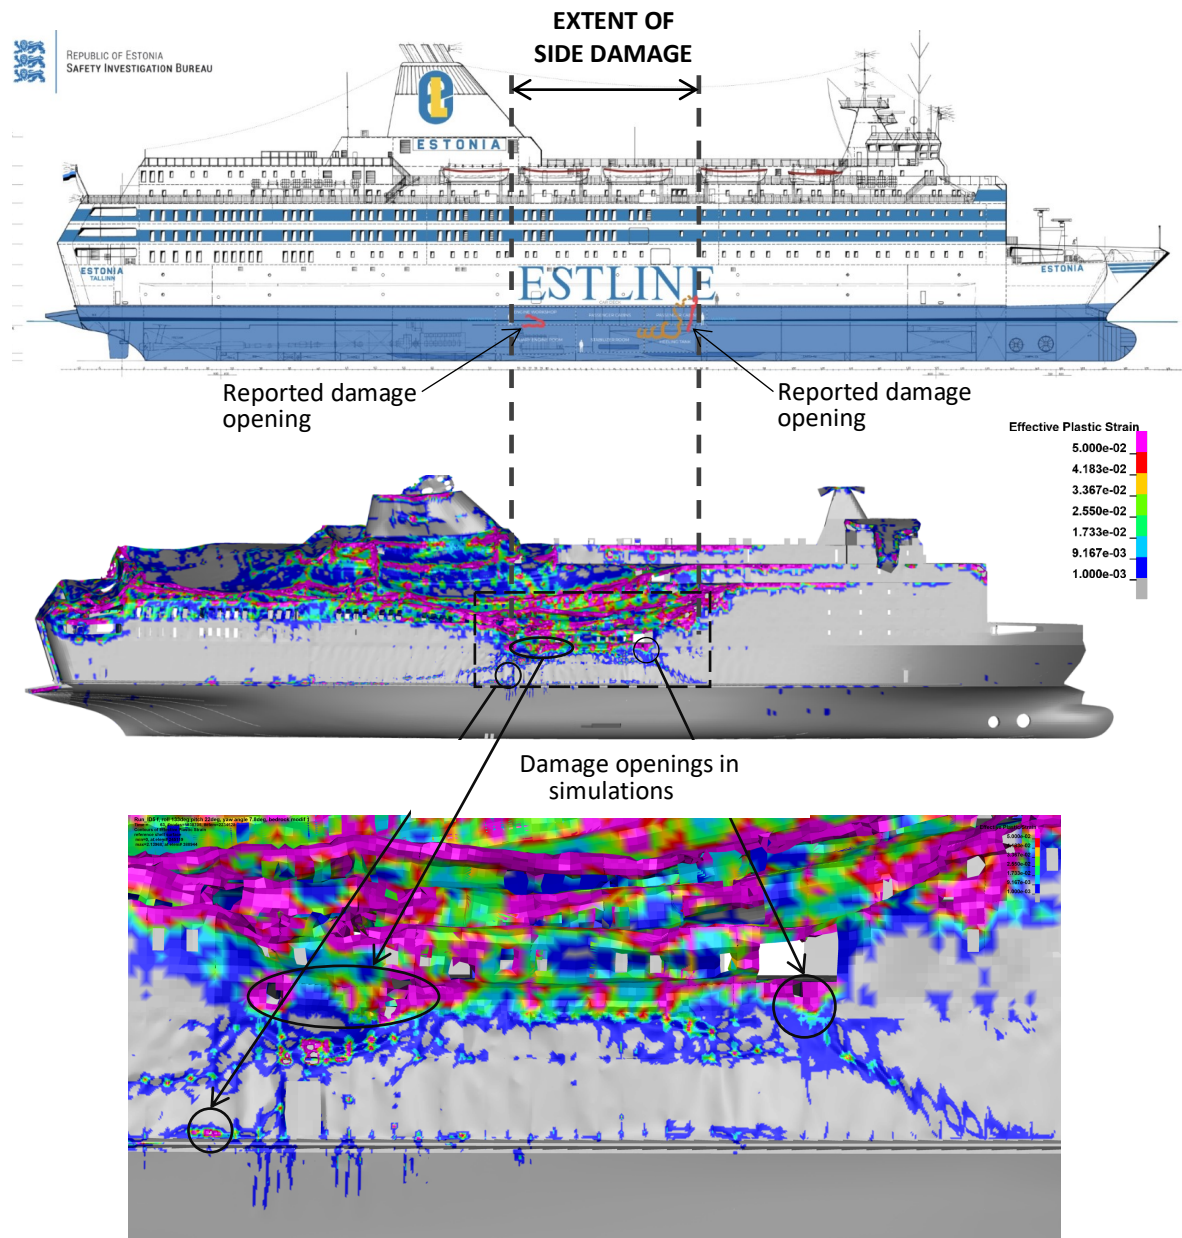 EXTENT OF
SIDE DAMAGE
REPUBLIC OF ESTONIA
SAFETY INVESTIGATION BUREAU
ESTONIA
ESTONIA
TALLINN
ESTLINE
ESTONIA
Reported damage
opening
Reported damage
opening
Effective Plastic Strain
5.000e-02
4.183e-02
3.367e-02
2.550e-02
1.733e-02
9.167e-03
1.000e-03
Damage openings in
simulations